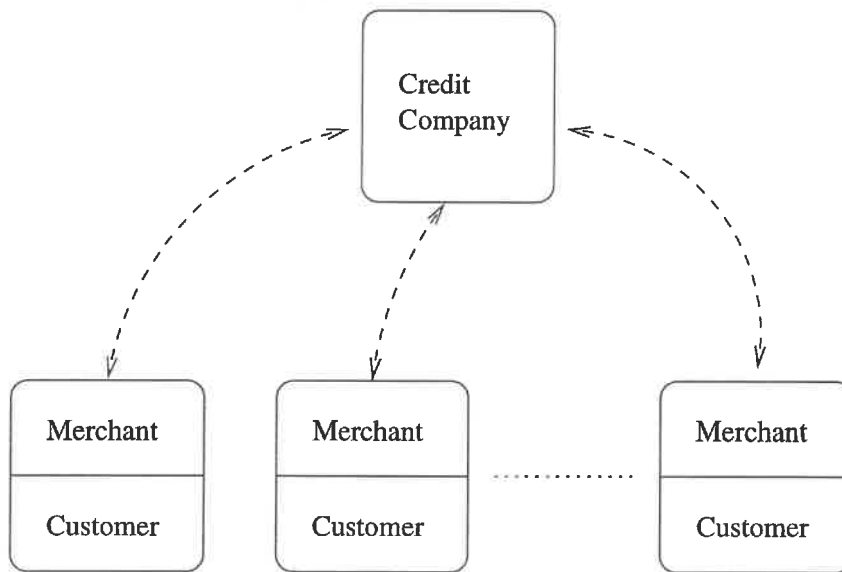 Credit
Company
Merchant
Merchant
Merchant
Customer
Customer
Customer